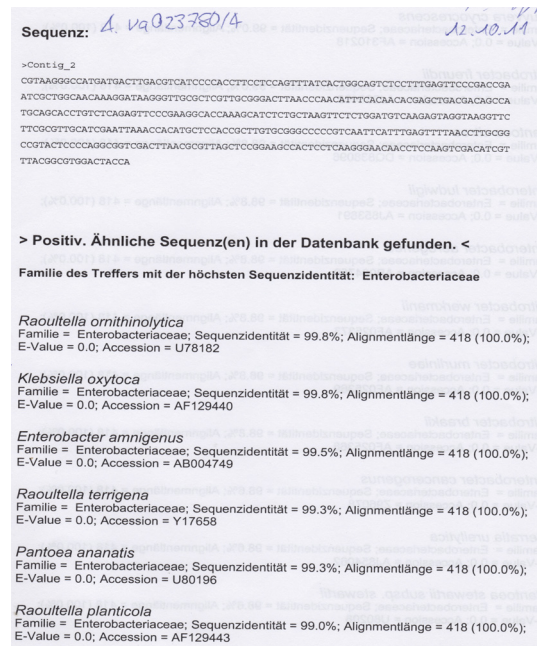 Sequenz: A. va023780/A 12.10.11
>Contig_2
CGTAAGGGCCATGATGACTTGACGTCATCCCCACCTTCCTCCAGTTTATCACTGGCAGTCTCCTTTGAGTTCCCGACCGA
ATCGCTGGCAACAAAGGATAAGGGTTGCGCTCGTTGCGGGACTTAACCCAACATTTCACAACACGAGCTGACGACAGCCA
TGCAGCACCTGTCTCAGAGTTCCCGAAGGCACCAAAGCATCTCTGCTAAGTTCTCTGGATGTCAAGAGTAGGTAAGGTTC
TTCGCGTTGCATCGAATTAAACCACATGCTCCACCGCTTGTGCGGGCCCCCGTCAATTCATTTGAGTTTTAACCTTGCGG
CCGTACTCCCCAGGCGGTCGACTTAACGCGTTAGCTCCGGAAGCCACTCCTCAAGGGAACAACCTCCAAGTCGACATCGT
TTACGGCGTGGACTACCA
> Positiv. Ähnliche Sequenz(en) in der Datenbank gefunden. <
Familie des Treffers mit der höchsten Sequenzidentität: Enterobacteriaceae
Raoultella ornithinolytica
Familie = Enterobacteriaceae; Sequenzidentität = 99.8%; Alignmentlänge = 418 (100.0%);
E-Value = 0.0; Accession = U78182
Klebsiella oxytoca
Familie = Enterobacteriaceae; Sequenzidentität = 99.8%; Alignmentlänge = 418 (100.0%);
E-Value = 0.0; Accession = AF129440
Enterobacter amnigenus
Familie = Enterobacteriaceae; Sequenzidentität = 99.5%; Alignmentlänge = 418 (100.0%);
E-Value = 0.0; Accession = AB004749
Raoultella terrigena
Familie = Enterobacteriaceae; Sequenzidentität = 99.3%; Alignmentlänge = 418 (100.0%);
E-Value = 0.0; Accession = Y17658
Pantoea ananatis
Familie = Enterobacteriaceae; Sequenzidentität = 99.3%; Alignmentlänge = 418 (100.0%);
E-Value = 0.0; Accession = U80196
Raoultella planticola
Familie = Enterobacteriaceae; Sequenzidentität = 99.0%; Alignmentlänge = 418 (100.0%);
E-Value = 0.0; Accession = AF129443